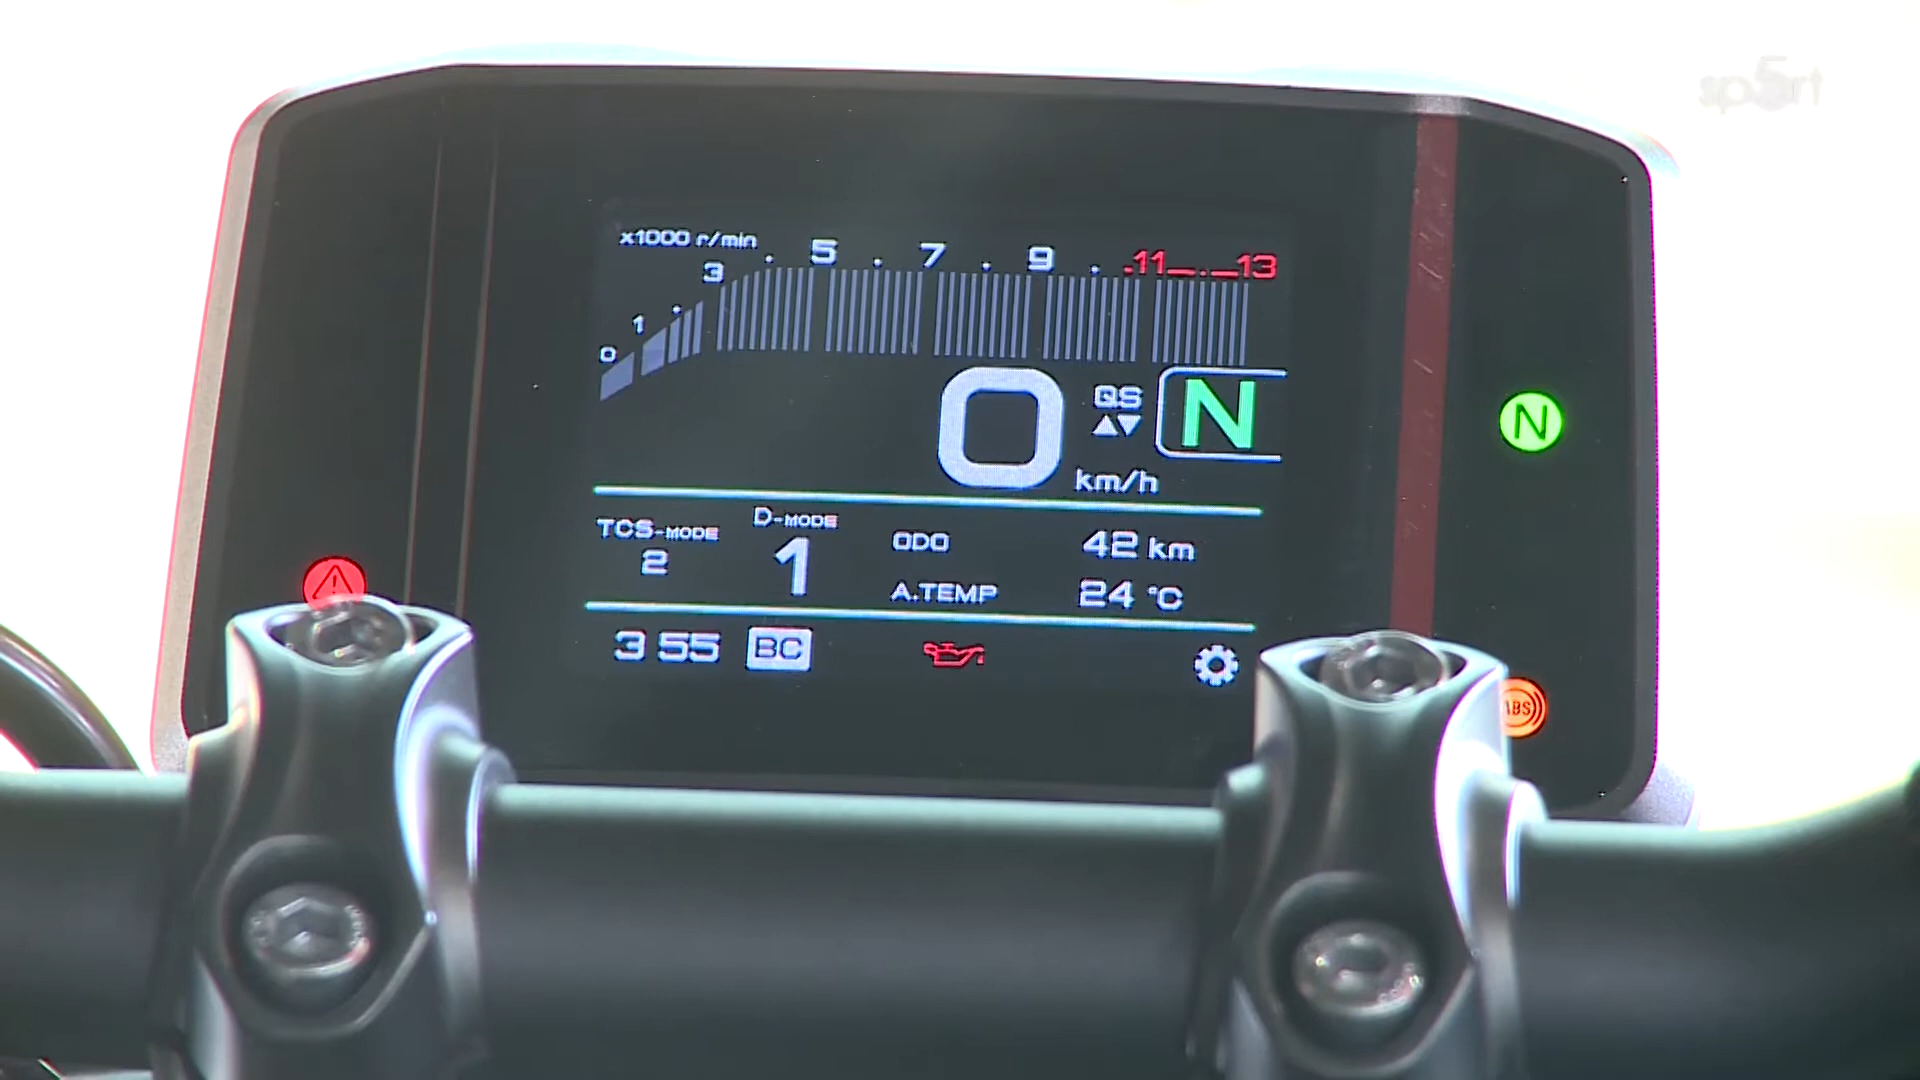 sp5rt
x1000 r/min
0 1 3 5 7 9 11 13
0 km/h
QS
N
N
TCS-MODE
2
D-MODE
1
ODO 42 km
A.TEMP 24 °C
3 55 BC
ABS